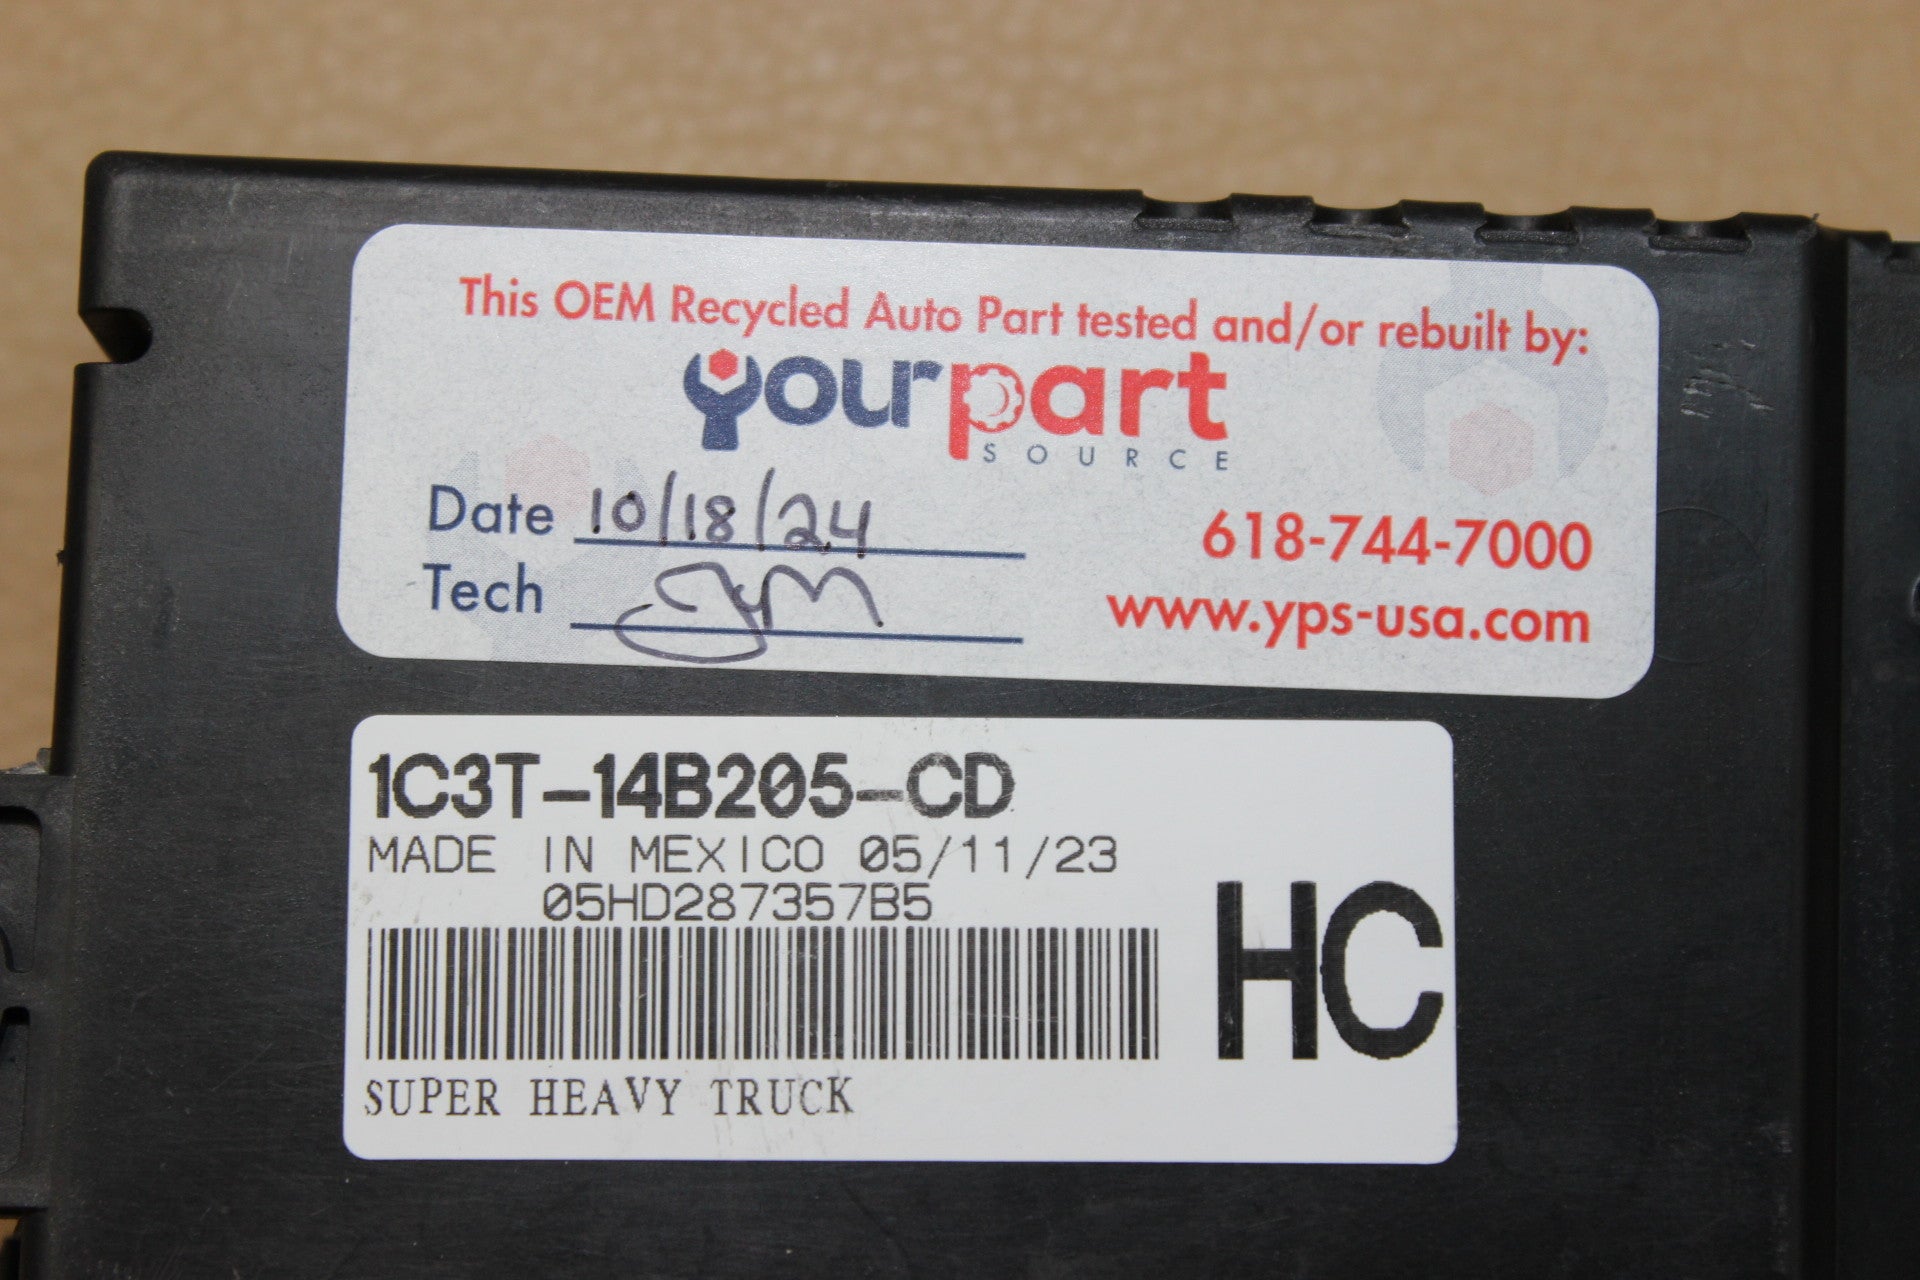 This OEM Recycled Auto Part tested and/or rebuilt by:
yourpart
SOURCE
Date 10/18/24
Tech
618-744-7000
www.yps-usa.com
1C3T-14B205-CD
MADE IN MEXICO 05/11/23
05HD287357B5
HC
SUPER HEAVY TRUCK